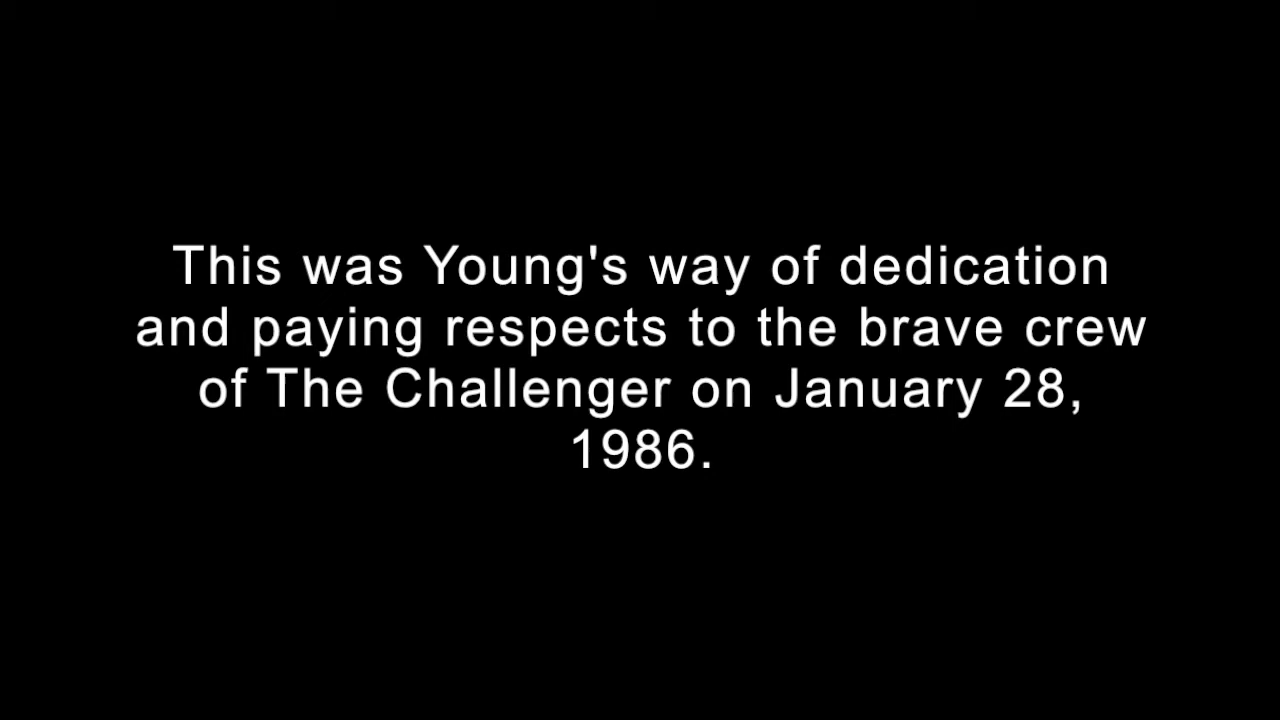 This was Young's way of dedication
and paying respects to the brave crew
of The Challenger on January 28,
1986.